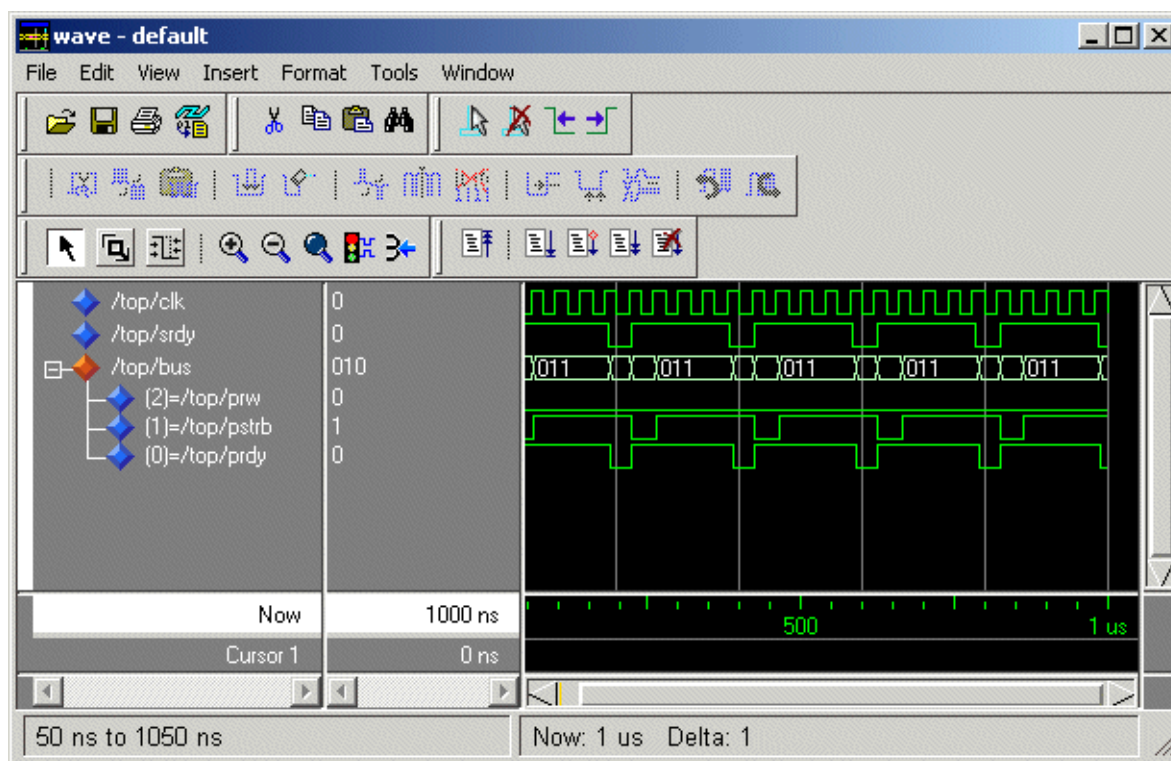 wave - default
File Edit View Insert Format Tools Window
/top/clk 0
/top/srdy 0
/top/bus 010 011 011 011 011 011
(2)=/top/prw 0
(1)=/top/pstrb 1
(0)=/top/prdy 0
Now 1000 ns 500 1 us
Cursor 1 0 ns
50 ns to 1050 ns Now: 1 us Delta: 1